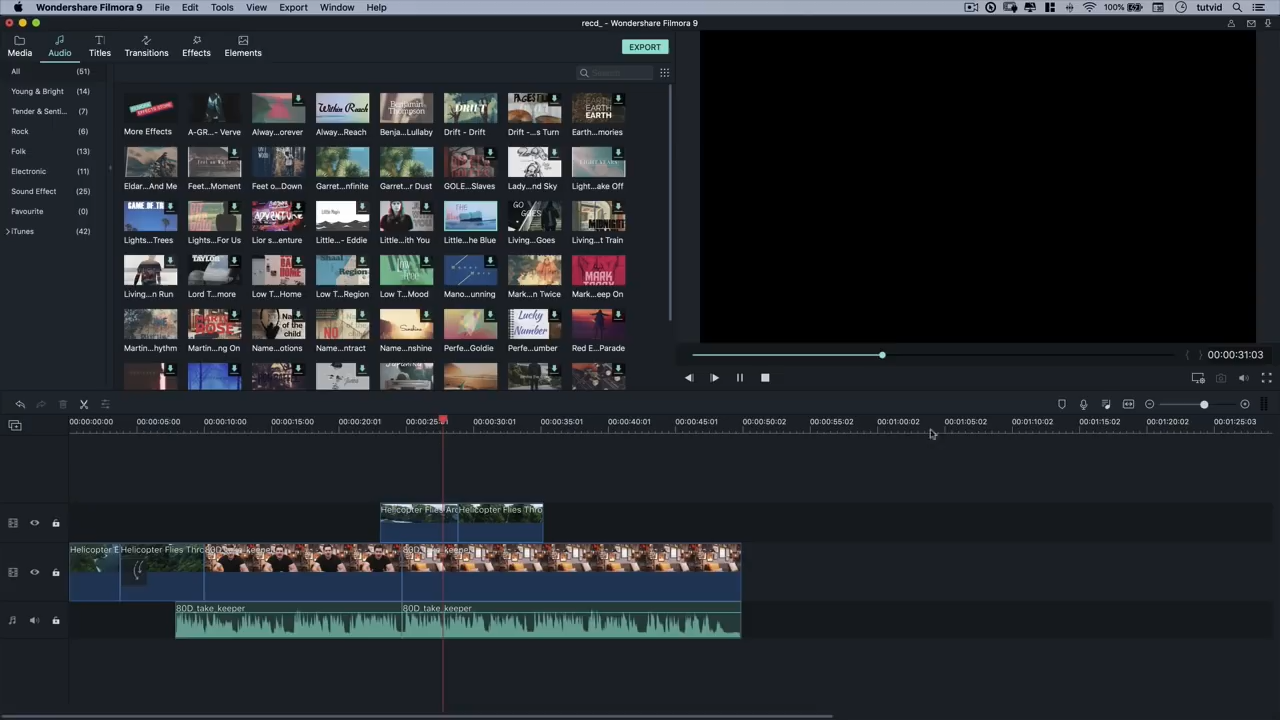 Wondershare Filmora 9 File Edit Tools View Export Window Help 100% tutvid
recd_ - Wondershare Filmora 9
Media Audio Titles Transitions Effects Elements EXPORT
All (51)
Young & Bright (14)
Tender & Senti... (7)
Rock (6)
Folk (13)
Electronic (11)
Sound Effect (25)
Favourite (0)
iTunes (42)
Search
More Effects A-GR...- Verve Alway...orever Alway...Reach Benja...Lullaby Drift - Drift Drift -...s Turn Earth...mories
Eldar...And Me Feet...Moment Feet o...Down Garret...nfinite Garret...r Dust GOLE...Slaves Lady...nd Sky Light...ake Off
Lights...Trees Lights...For Us Lior s...enture Little...- Eddie Little...ith You Little...he Blue Living...Goes Living...t Train
Living...n Run Lord T...more Low T...Home Low T...Region Low T...Mood Mano...unning Mark...n Twice Mark...eep On
Martin...hythm Martin...ng On Name...otions Name...ntract Name...nshine Perfe...Goldie Perfe...umber Red E...Parade
00:00:31:03
00:00:00:00 00:00:05:00 00:00:10:00 00:00:15:00 00:00:20:01 00:00:25:01 00:00:30:01 00:00:35:01 00:00:40:01 00:00:45:01 00:00:50:02 00:00:55:02 00:01:00:02 00:01:05:02 00:01:10:02 00:01:15:02 00:01:20:02 00:01:25:03
Helicopter Flies Arc Helicopter Flies Thro
Helicopter E Helicopter Flies Thro 80D_take_keeper 80D_take_keeper
80D_take_keeper 80D_take_keeper